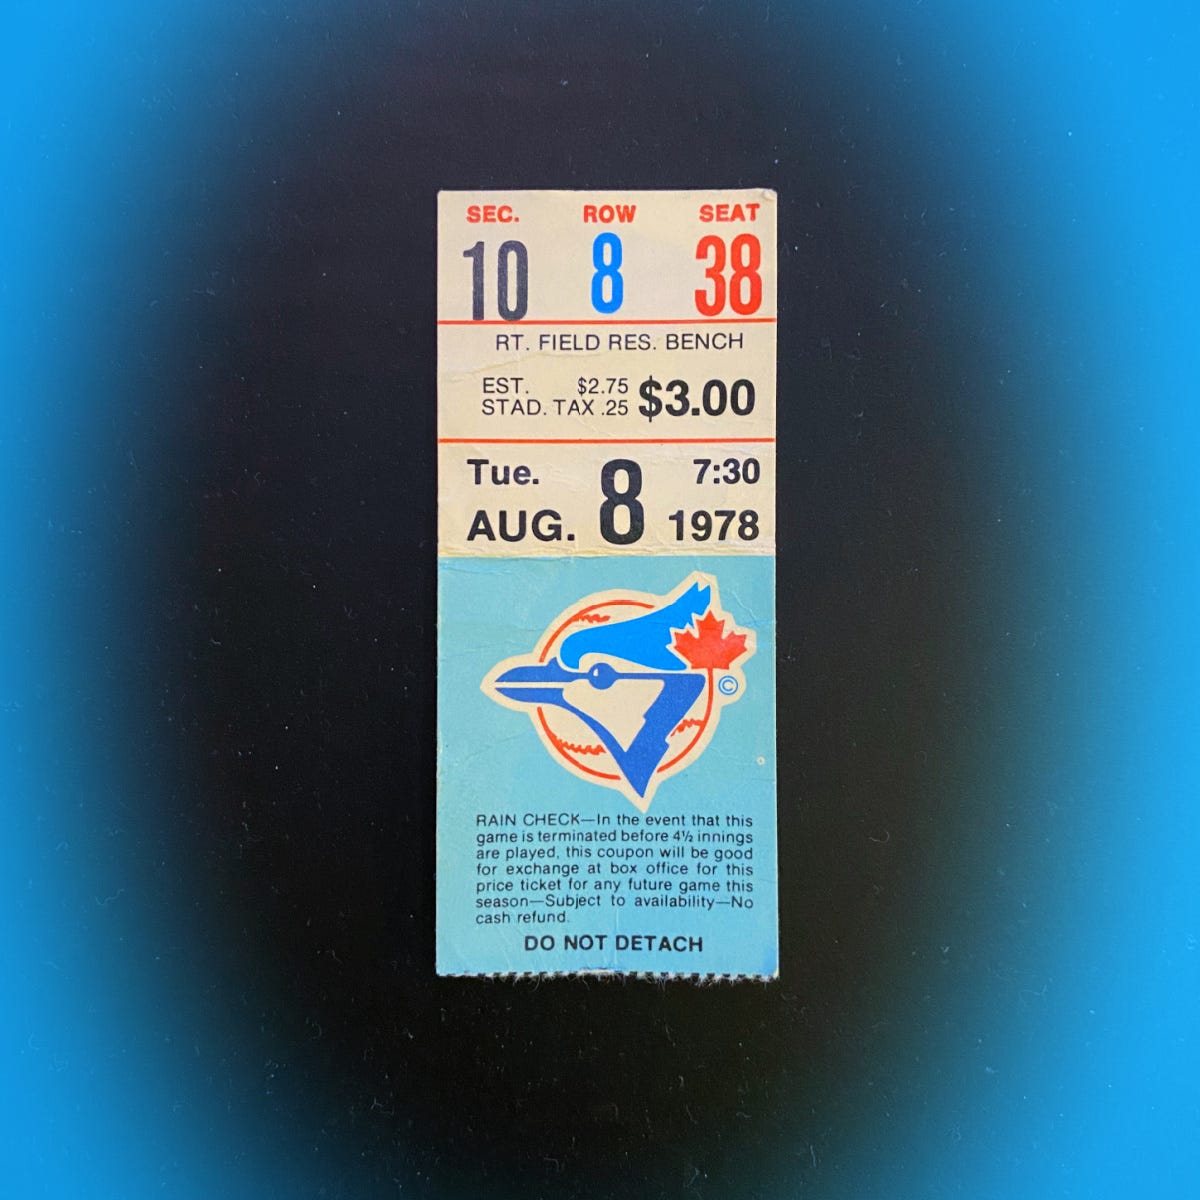 SEC. ROW SEAT
10 8 38
RT. FIELD RES. BENCH
EST. $2.75 $3.00
STAD. TAX .25
Tue. 8 7:30
AUG. 1978
©
RAIN CHECK—In the event that this
game is terminated before 4½ innings
are played, this coupon will be good
for exchange at box office for this
price ticket for any future game this
season—Subject to availability—No
cash refund.
DO NOT DETACH